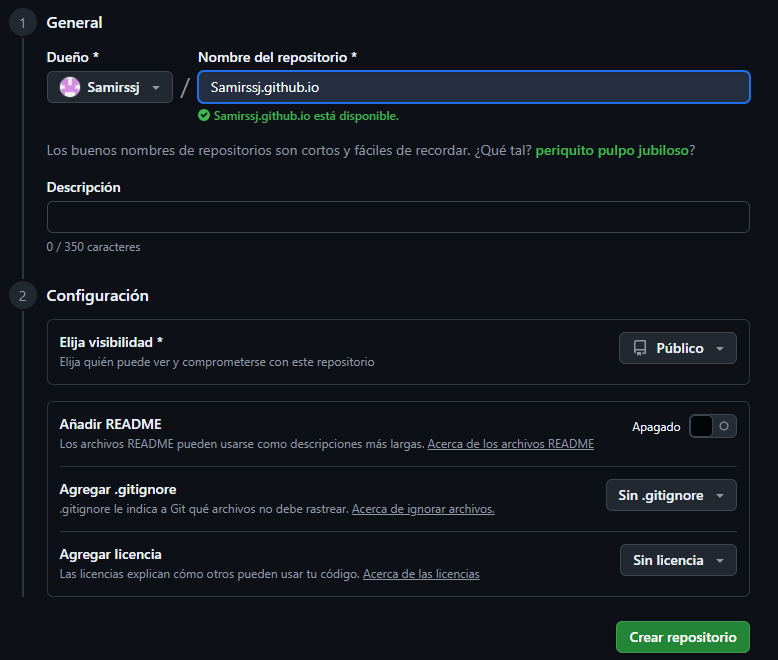 1 General
Dueño * Nombre del repositorio *
Samirssj / Samirssj.github.io
Samirssj.github.io está disponible.
Los buenos nombres de repositorios son cortos y fáciles de recordar. ¿Qué tal? periquito pulpo jubiloso?
Descripción
0 / 350 caracteres
2 Configuración
Elija visibilidad *
Elija quién puede ver y comprometerse con este repositorio
Público
Añadir README
Los archivos README pueden usarse como descripciones más largas. Acerca de los archivos README
Apagado
Agregar .gitignore
.gitignore le indica a Git qué archivos no debe rastrear. Acerca de ignorar archivos.
Sin .gitignore
Agregar licencia
Las licencias explican cómo otros pueden usar tu código. Acerca de las licencias
Sin licencia
Crear repositorio